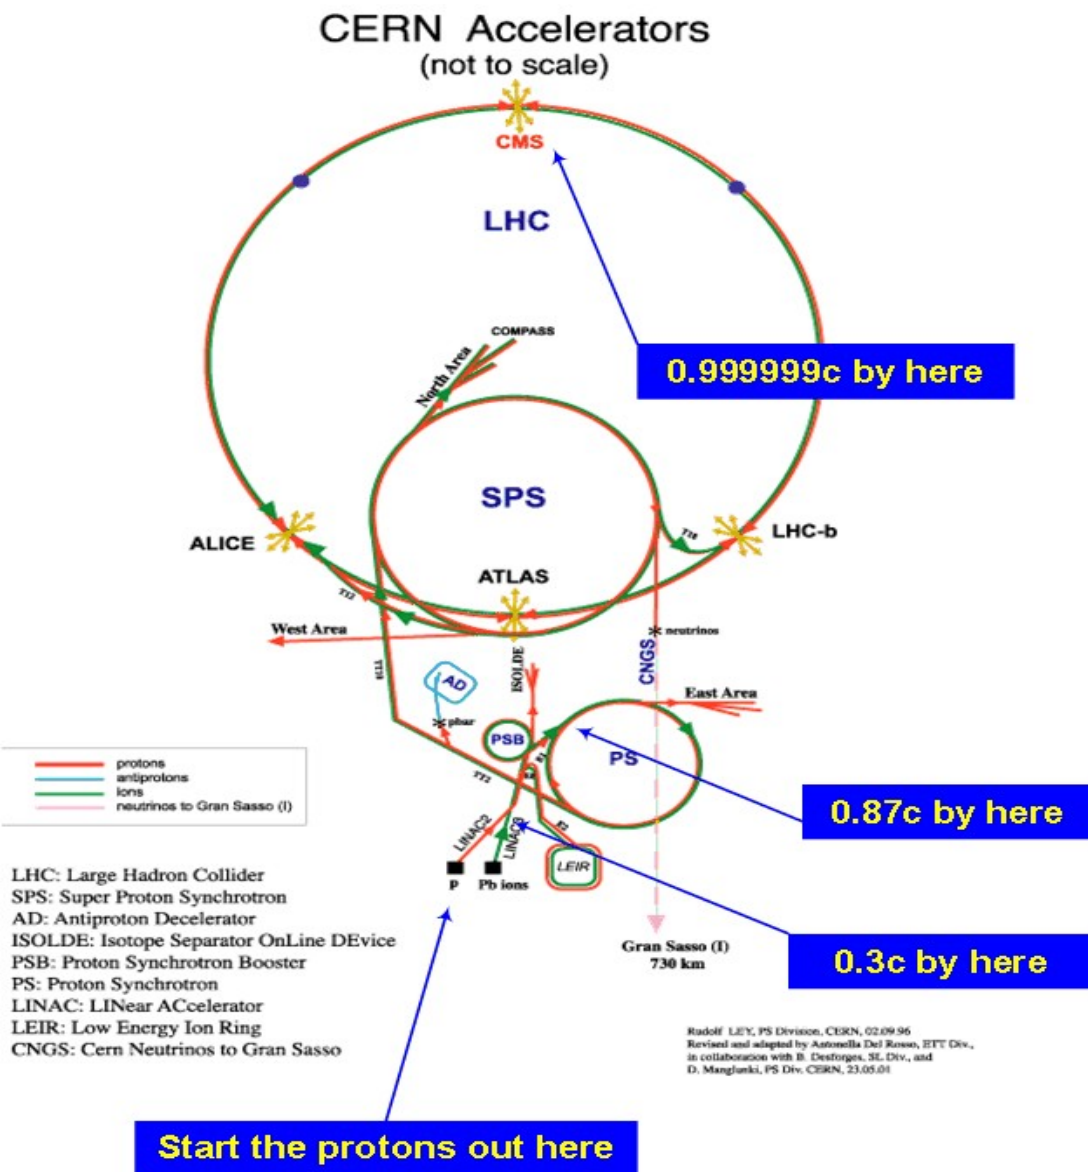 CERN Accelerators
(not to scale)
CMS
LHC
COMPASS
North Area
0.999999c by here
SPS
ALICE
LHC-b
TI8
ATLAS
TI2
West Area
neutrinos
CNGS
ISOLDE
TT10
AD
East Area
pbar
PSB
PS
protons
antiprotons
ions
neutrinos to Gran Sasso (I)
TT2
E2
LINAC2
LINAC3
LEIR
p
Pb ions
0.87c by here
LHC: Large Hadron Collider
SPS: Super Proton Synchrotron
AD: Antiproton Decelerator
ISOLDE: Isotope Separator OnLine DEvice
PSB: Proton Synchrotron Booster
PS: Proton Synchrotron
LINAC: LINear ACcelerator
LEIR: Low Energy Ion Ring
CNGS: Cern Neutrinos to Gran Sasso
Gran Sasso (I)
730 km
0.3c by here
Rudolf LEY, PS Division, CERN, 02.09.96
Revised and adapted by Antonella Del Rosso, ETT Div.,
in collaboration with B. Desforges, SL Div., and
D. Manglunki, PS Div. CERN, 23.05.01
Start the protons out here